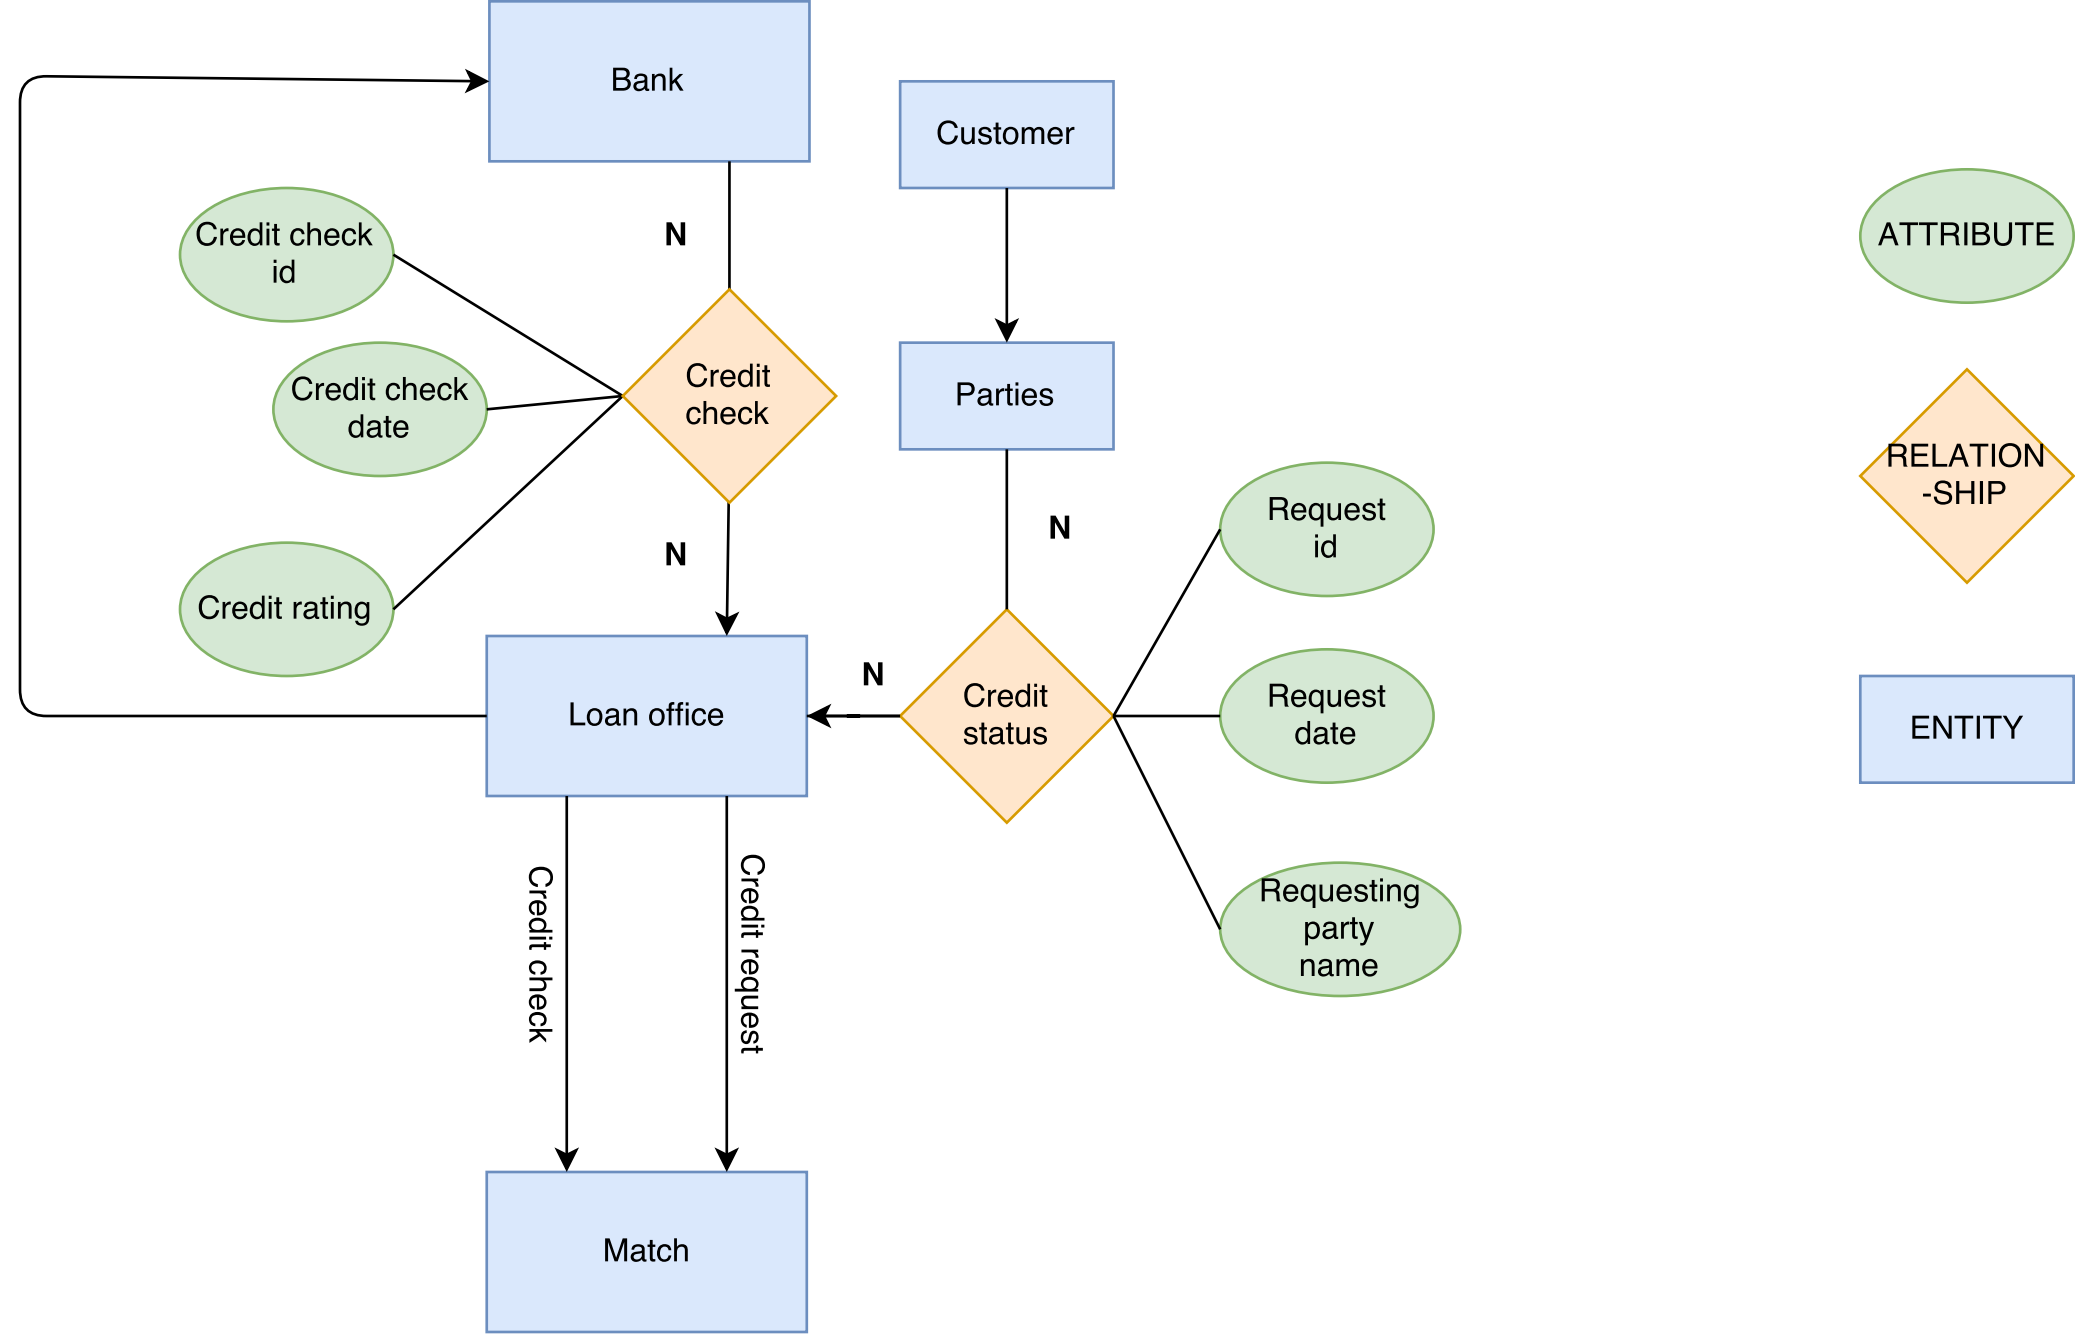 Bank
Customer
N
Credit check
id
Credit check
date
Credit rating
Credit
check
Parties
N
N
Request
id
Loan office
N
Credit
status
Request
date
Requesting
party
name
Credit check
Credit request
Match
ATTRIBUTE
RELATION
-SHIP
ENTITY